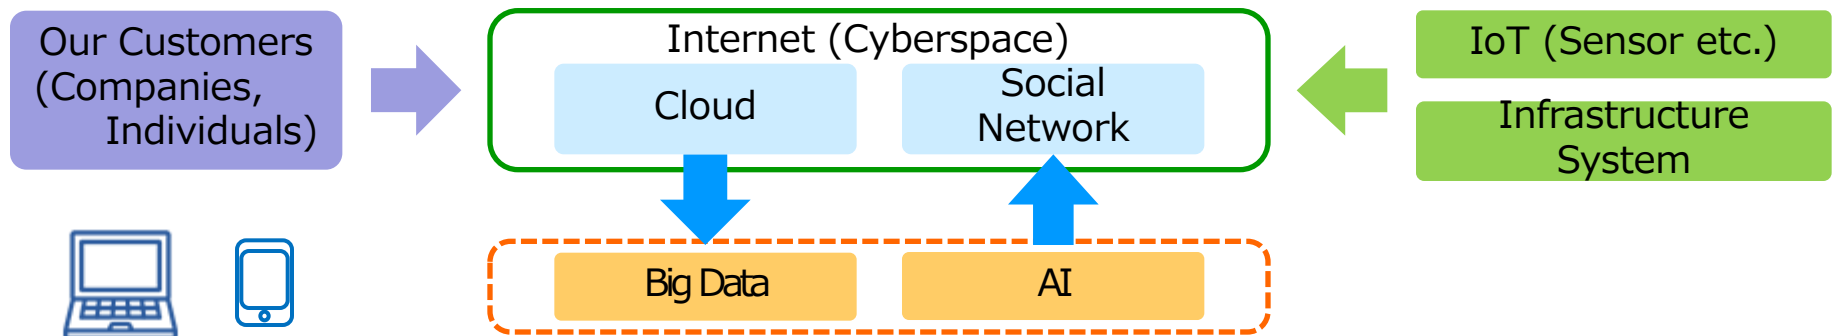 Our Customers
(Companies,
Individuals)
Internet (Cyberspace)
Cloud
Social
Network
IoT (Sensor etc.)
Infrastructure
System
Big Data
AI